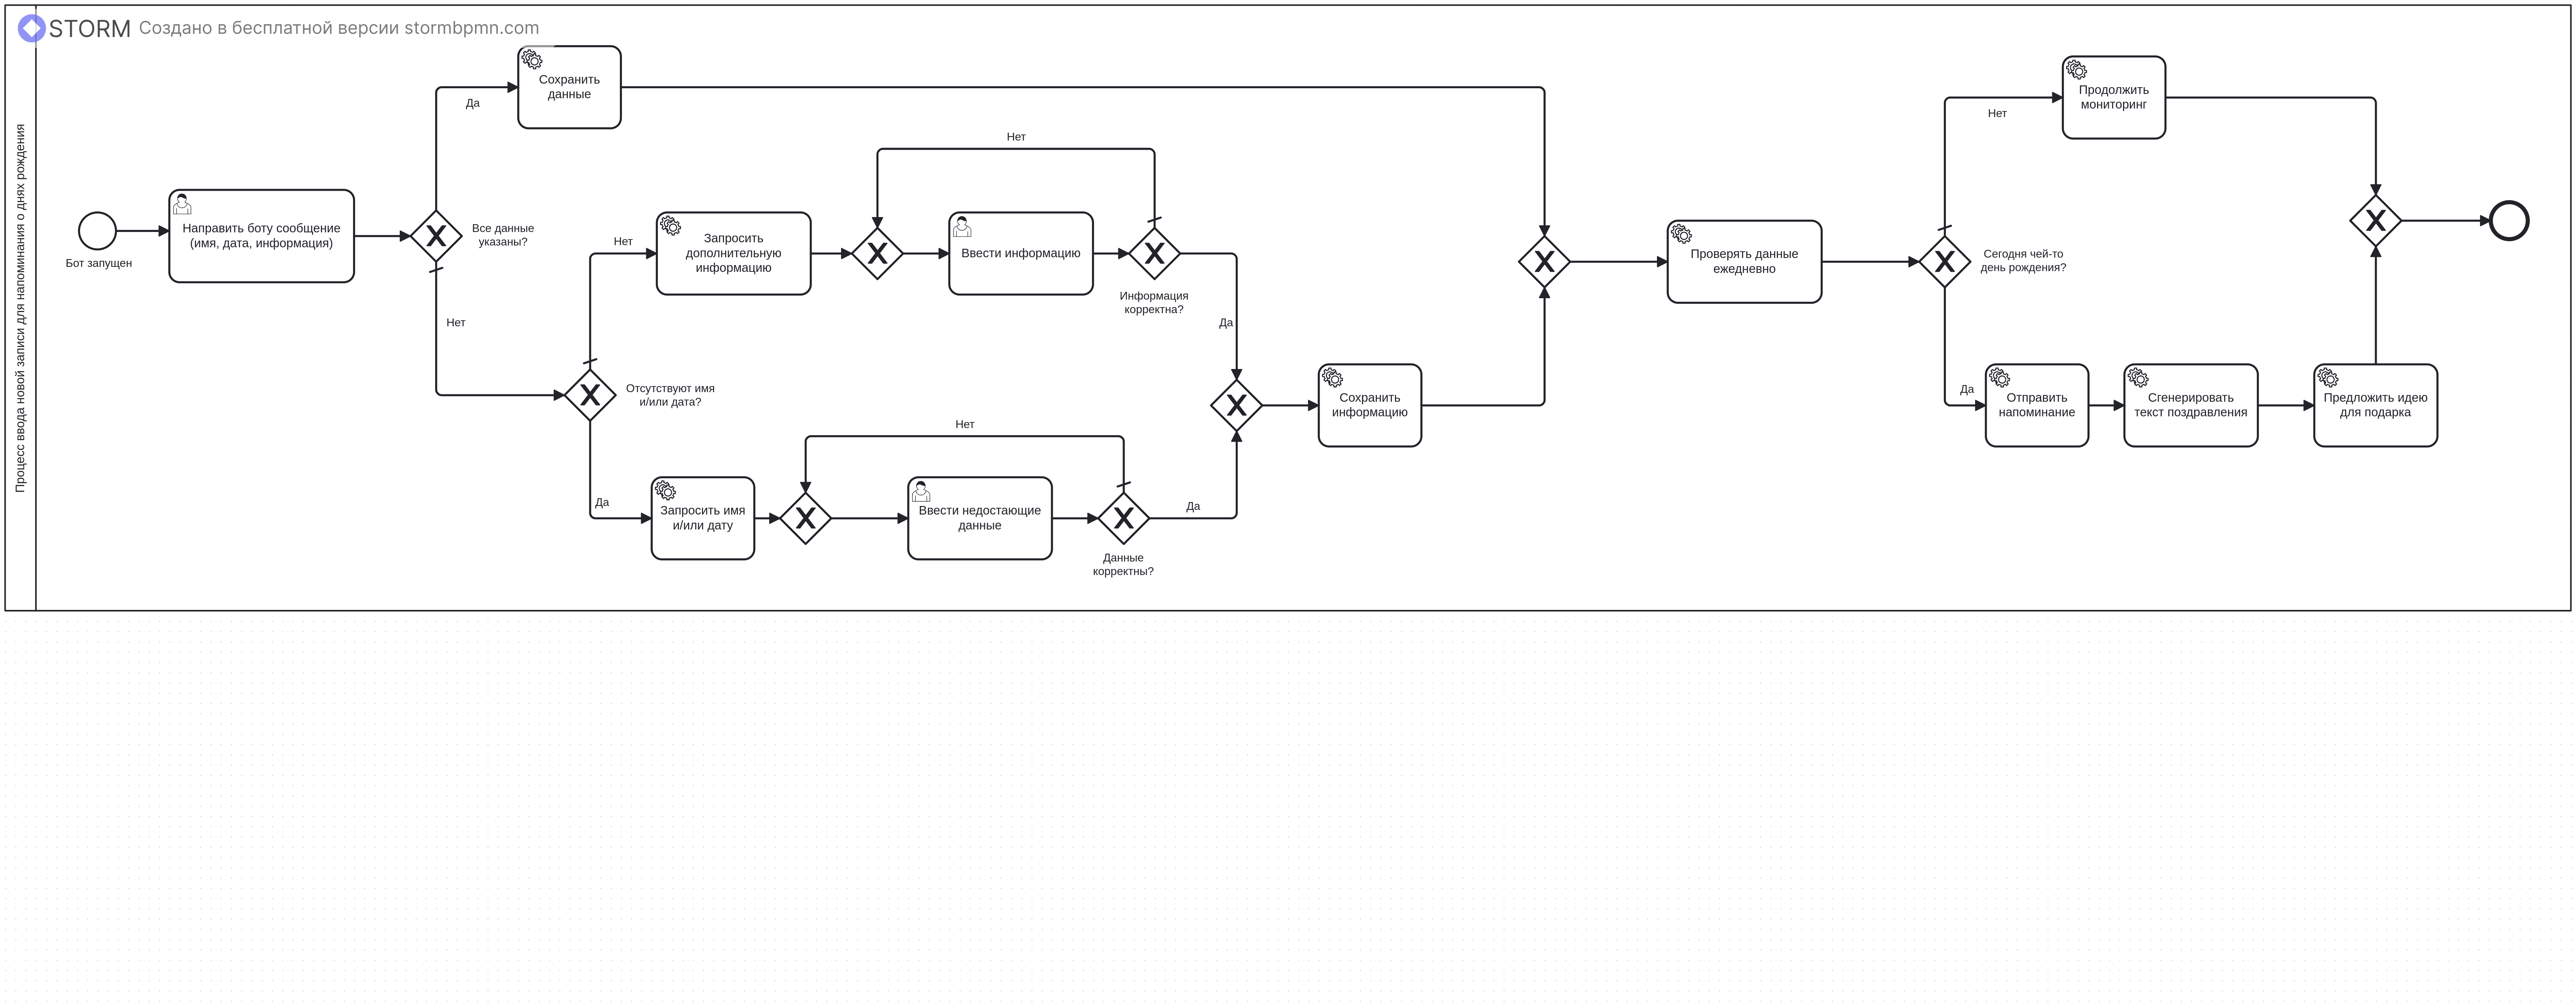 STORM Создано в бесплатной версии stormbpmn.com
Процесс ввода новой записи для напоминания о днях рождения
Бот запущен
Направить боту сообщение
(имя, дата, информация)
Все данные
указаны?
Да
Сохранить
данные
Нет
Отсутствуют имя
и/или дата?
Нет
Запросить
дополнительную
информацию
Нет
Ввести информацию
Информация
корректна?
Да
Да
Запросить имя
и/или дату
Нет
Ввести недостающие
данные
Данные
корректны?
Да
Сохранить
информацию
Проверять данные
ежедневно
Сегодня чей-то
день рождения?
Нет
Продолжить
мониторинг
Да
Отправить
напоминание
Сгенерировать
текст поздравления
Предложить идею
для подарка